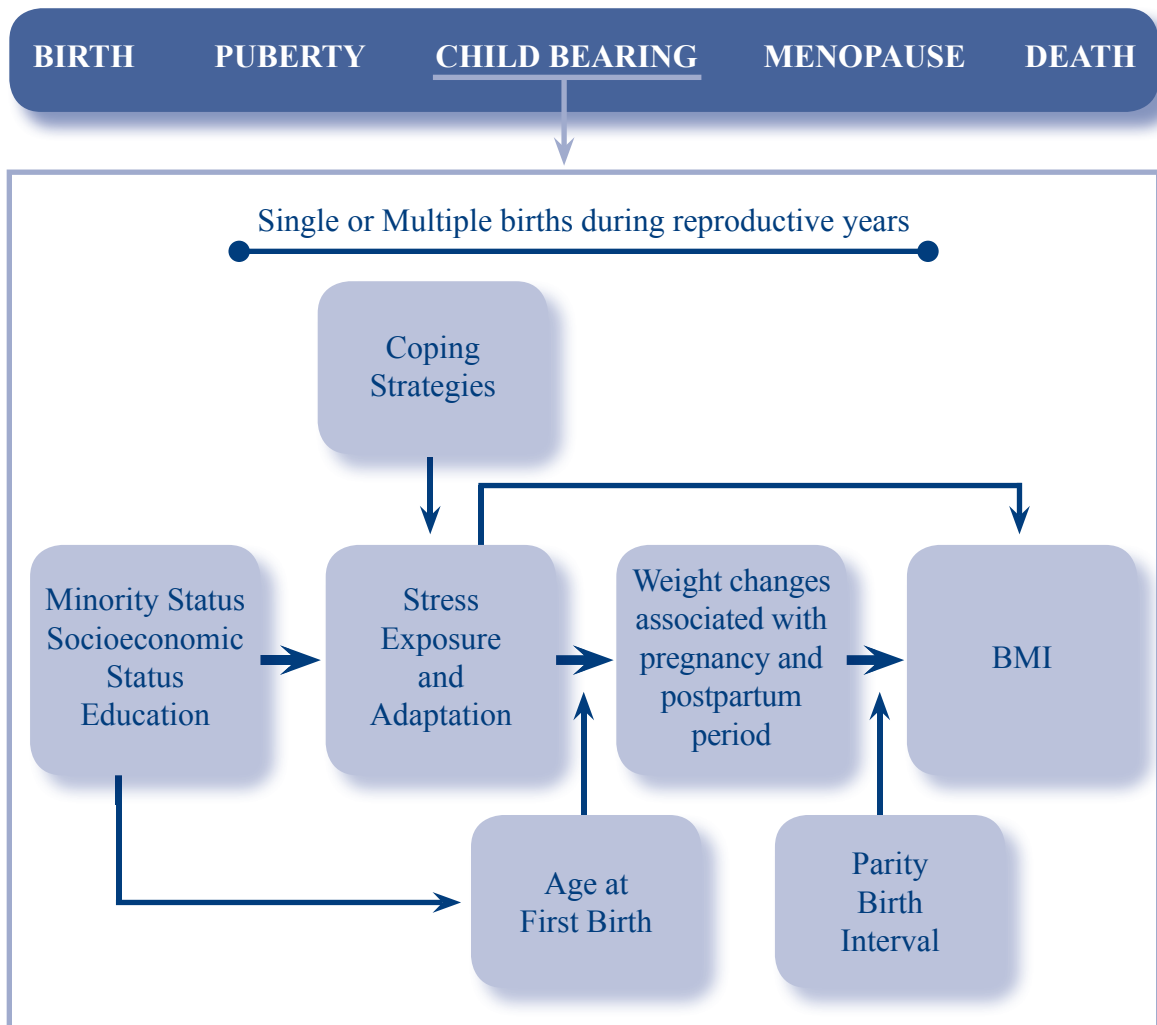 BIRTH PUBERTY CHILD BEARING MENOPAUSE DEATH
Single or Multiple births during reproductive years
Coping
Strategies
Minority Status
Socioeconomic
Status
Education
Stress
Exposure
and
Adaptation
Weight changes
associated with
pregnancy and
postpartum
period
BMI
Age at
First Birth
Parity
Birth
Interval